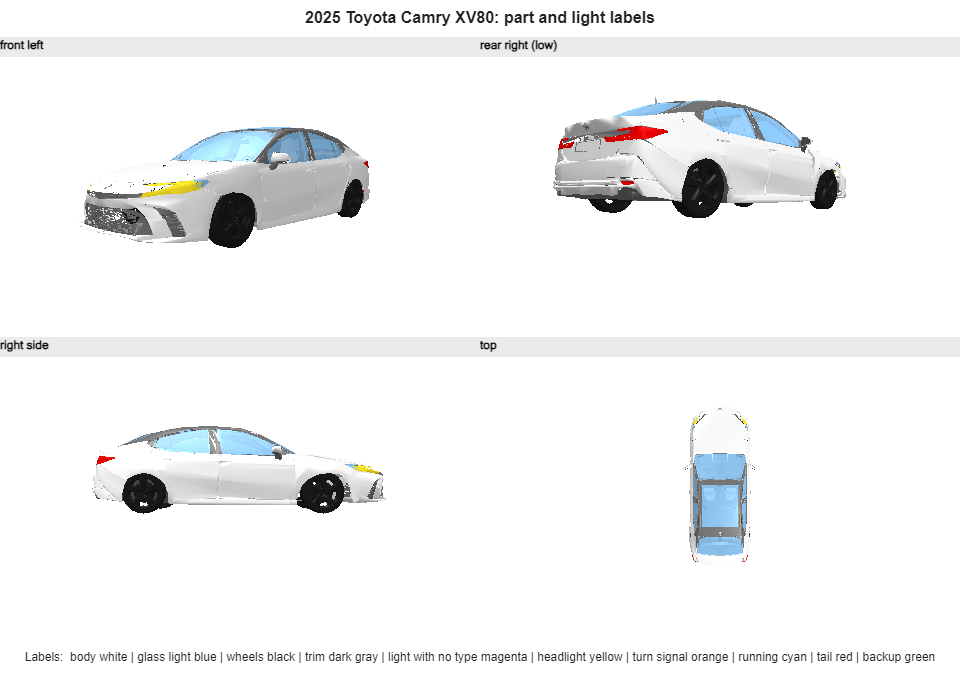 2025 Toyota Camry XV80: part and light labels
front left
rear right (low)
right side
top
Labels:  body white | glass light blue | wheels black | trim dark gray | light with no type magenta | headlight yellow | turn signal orange | running cyan | tail red | backup green